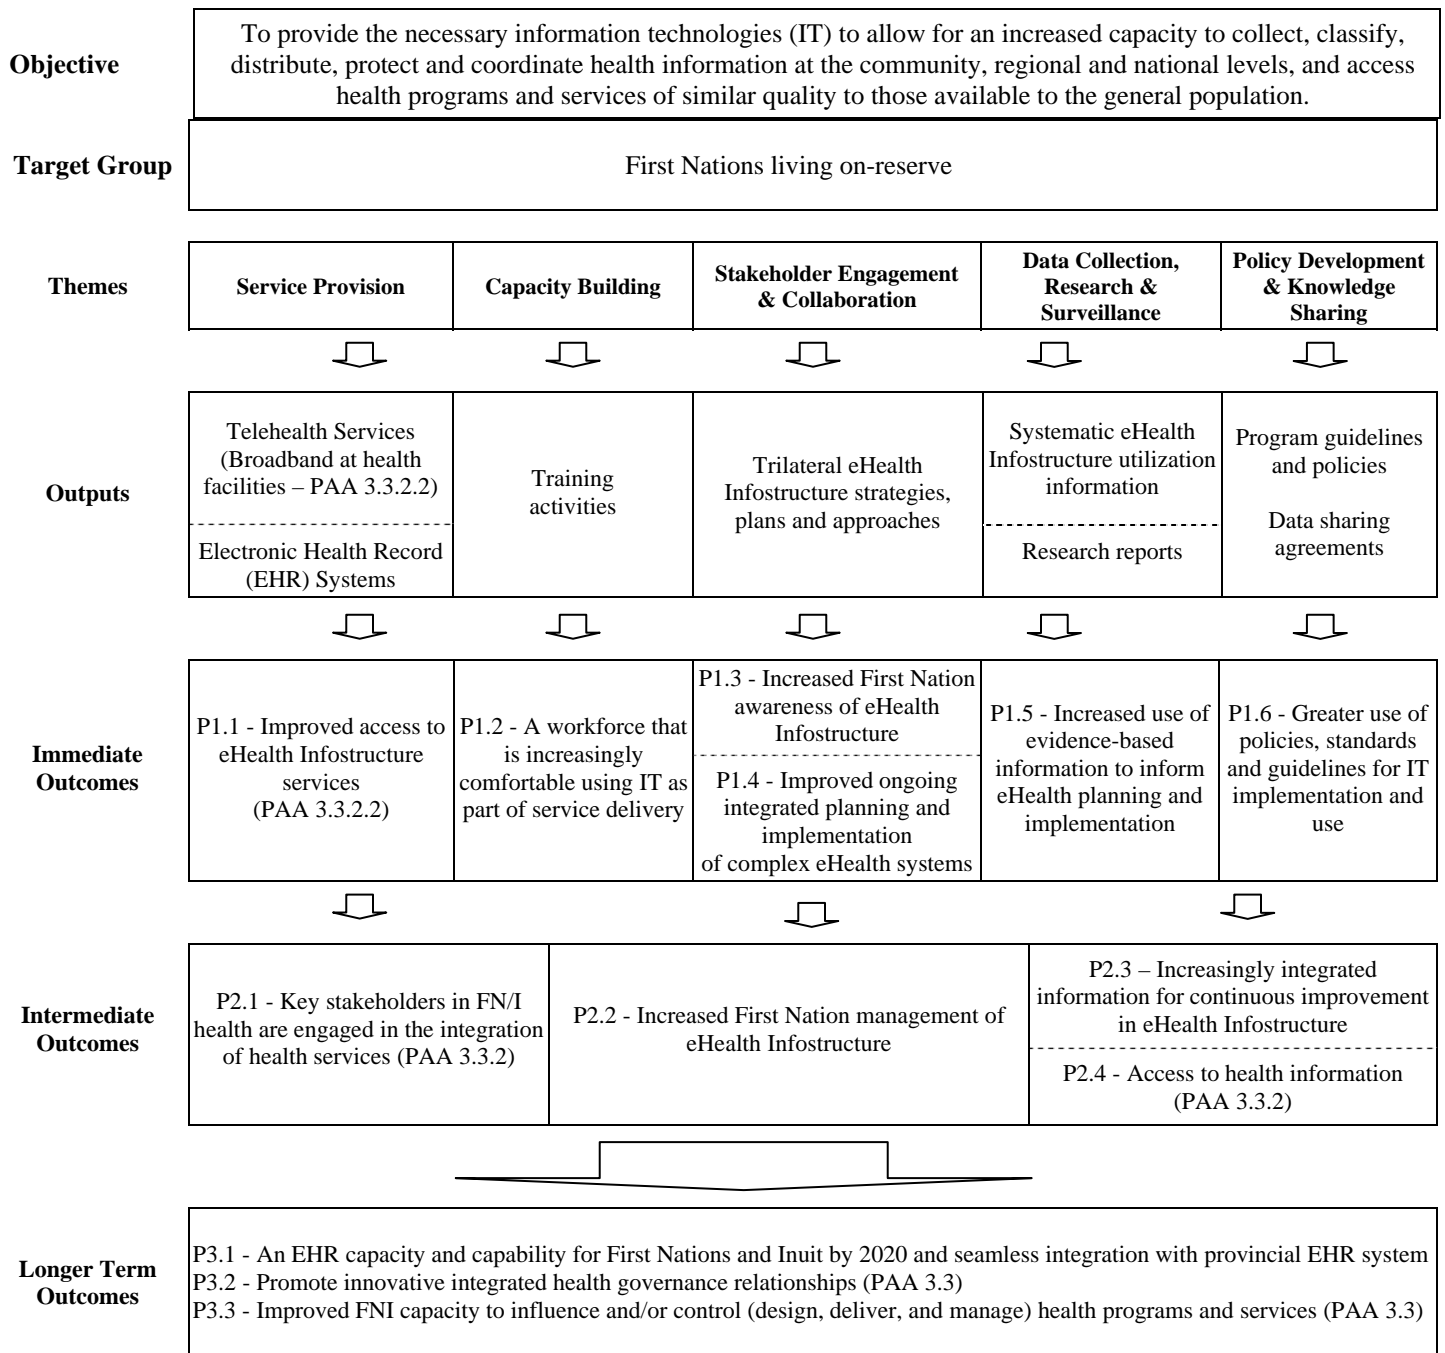 Objective
To provide the necessary information technologies (IT) to allow for an increased capacity to collect, classify,
distribute, protect and coordinate health information at the community, regional and national levels, and access
health programs and services of similar quality to those available to the general population.
Target Group
First Nations living on-reserve
Themes
Service Provision
Capacity Building
Stakeholder Engagement
& Collaboration
Data Collection,
Research &
Surveillance
Policy Development
& Knowledge
Sharing
Outputs
Telehealth Services
(Broadband at health
facilities – PAA 3.3.2.2)
Electronic Health Record
(EHR) Systems
Training
activities
Trilateral eHealth
Infostructure strategies,
plans and approaches
Systematic eHealth
Infostructure utilization
information
Research reports
Program guidelines
and policies
Data sharing
agreements
Immediate
Outcomes
P1.1 - Improved access to
eHealth Infostructure
services
(PAA 3.3.2.2)
P1.2 - A workforce that
is increasingly
comfortable using IT as
part of service delivery
P1.3 - Increased First Nation
awareness of eHealth
Infostructure
P1.4 - Improved ongoing
integrated planning and
implementation
of complex eHealth systems
P1.5 - Increased use of
evidence-based
information to inform
eHealth planning and
implementation
P1.6 - Greater use of
policies, standards
and guidelines for IT
implementation and
use
Intermediate
Outcomes
P2.1 - Key stakeholders in FN/I
health are engaged in the integration
of health services (PAA 3.3.2)
P2.2 - Increased First Nation management of
eHealth Infostructure
P2.3 – Increasingly integrated
information for continuous improvement
in eHealth Infostructure
P2.4 - Access to health information
(PAA 3.3.2)
Longer Term
Outcomes
P3.1 - An EHR capacity and capability for First Nations and Inuit by 2020 and seamless integration with provincial EHR system
P3.2 - Promote innovative integrated health governance relationships (PAA 3.3)
P3.3 - Improved FNI capacity to influence and/or control (design, deliver, and manage) health programs and services (PAA 3.3)